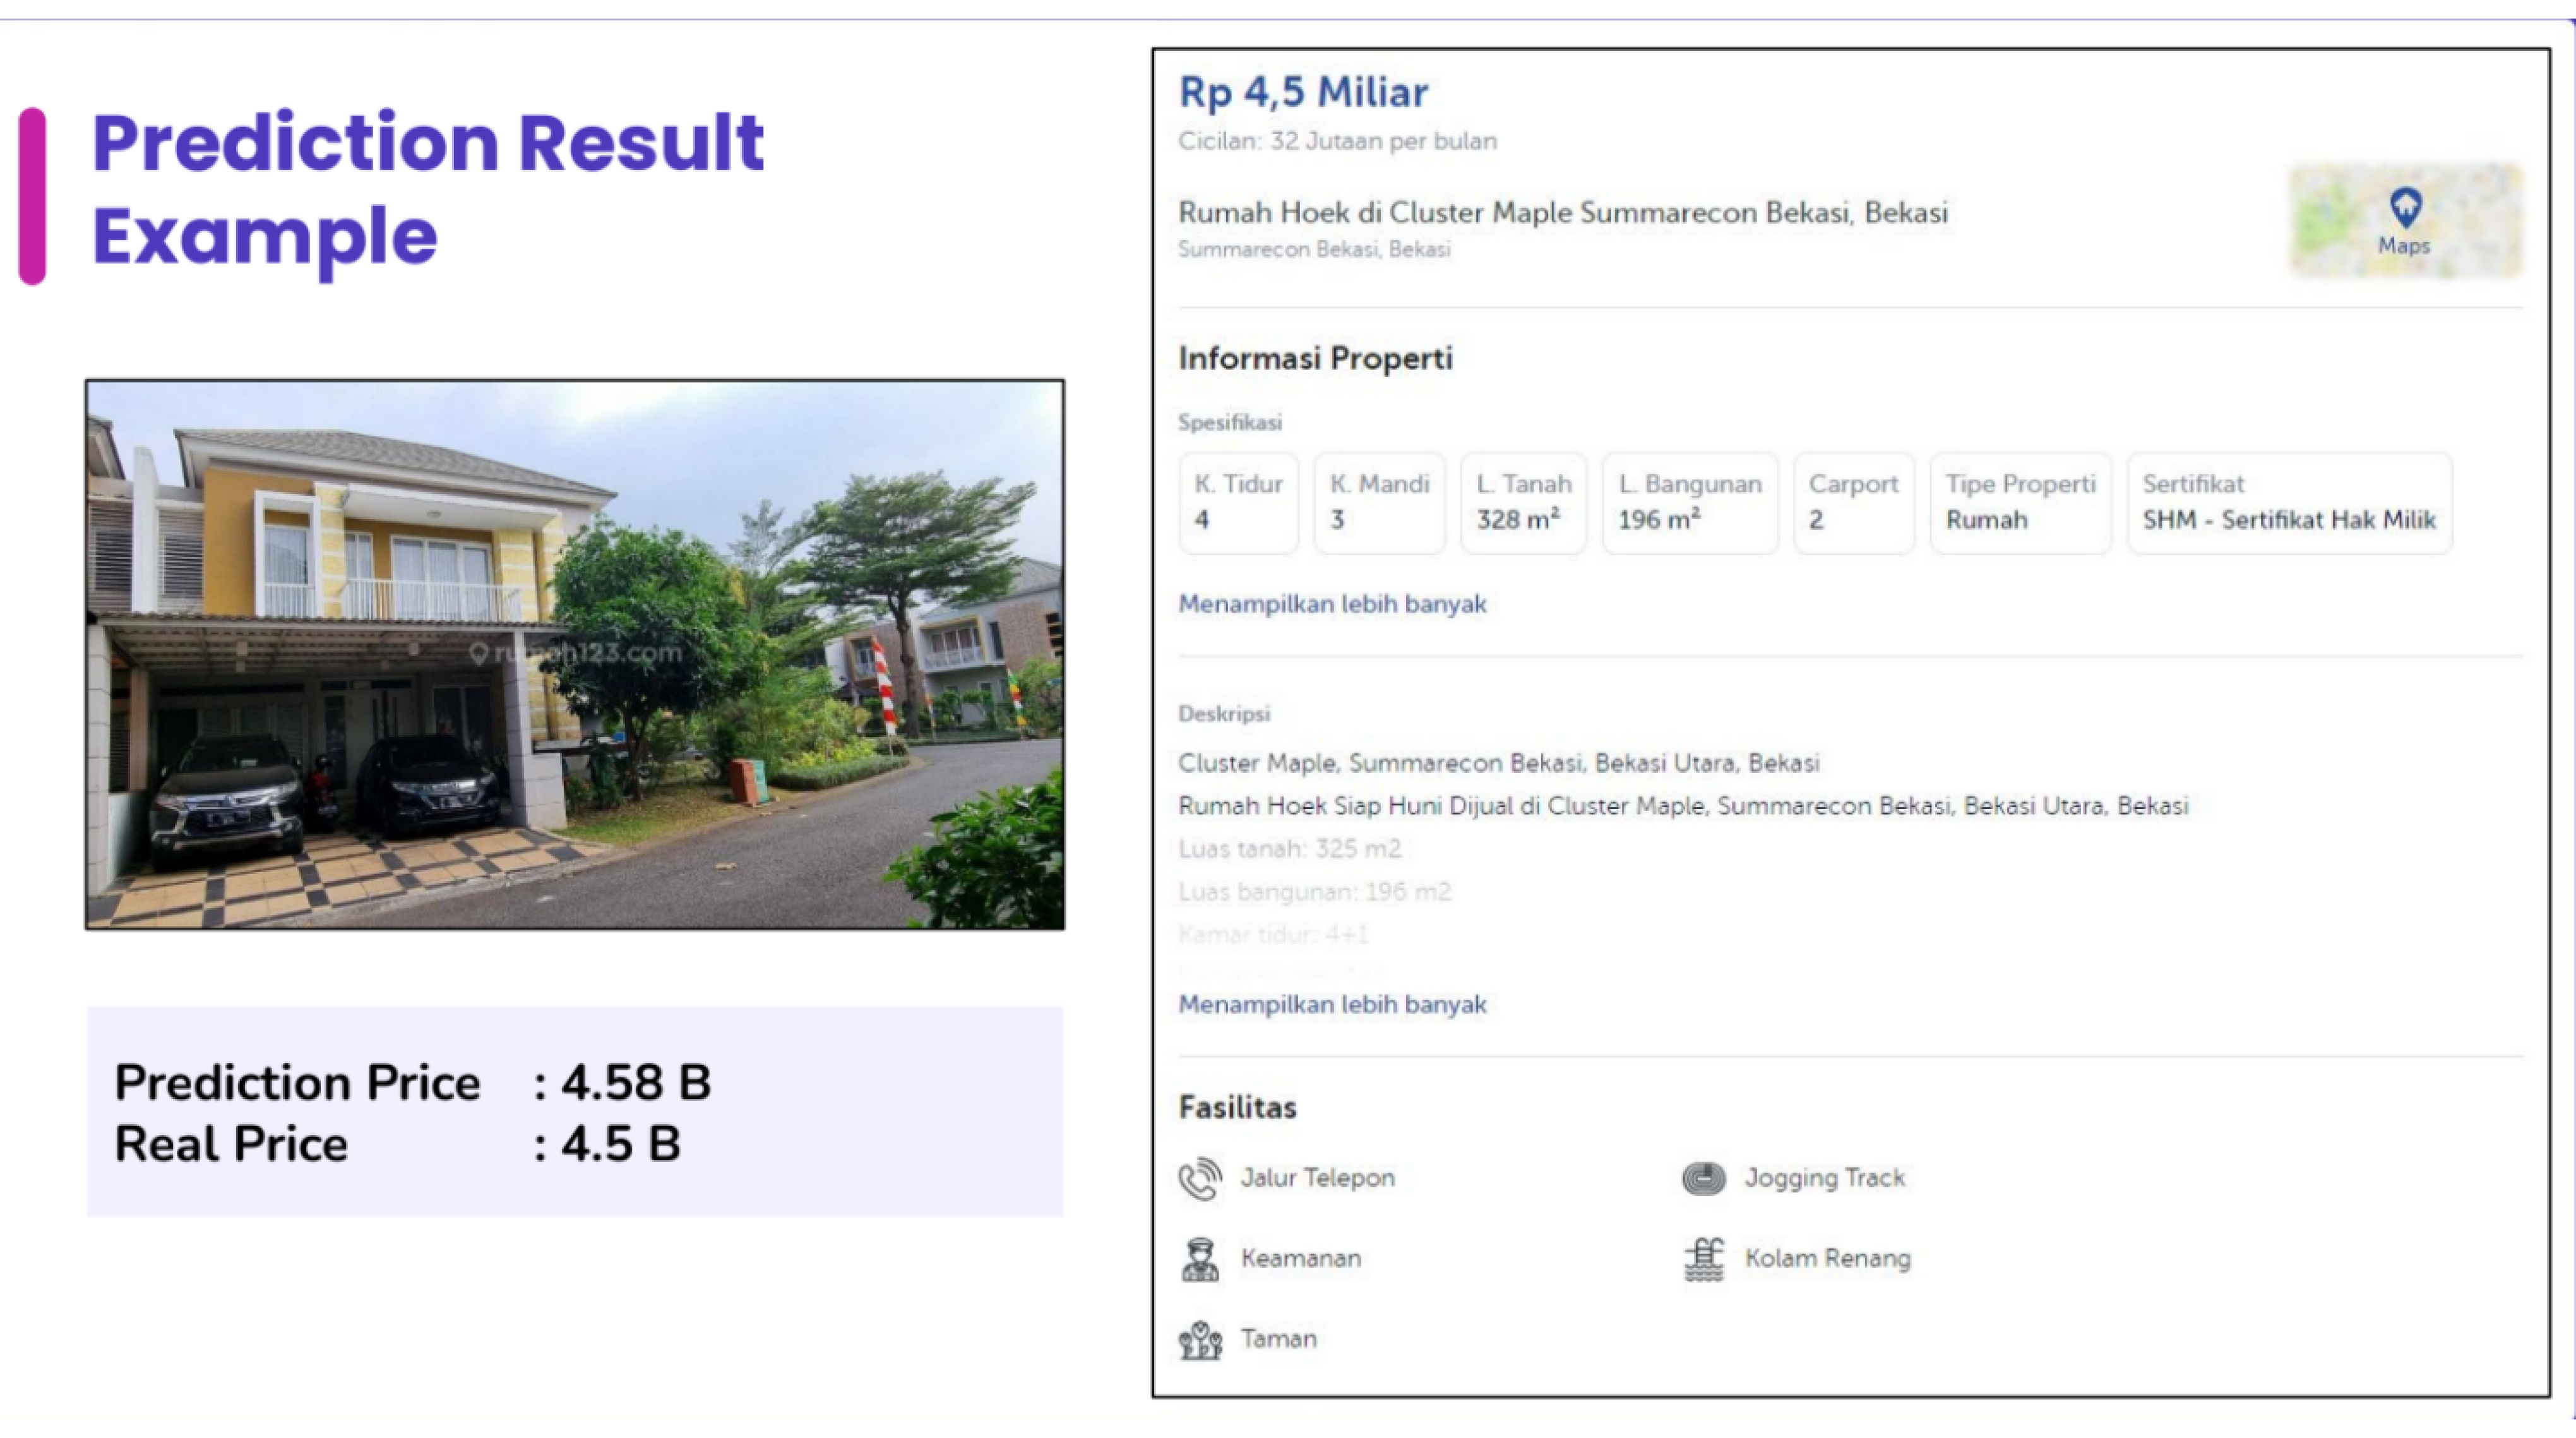 Prediction Result
Example
rumah123.com
Prediction Price : 4.58 B
Real Price : 4.5 B
Rp 4,5 Miliar
Cicilan: 32 Jutaan per bulan
Rumah Hoek di Cluster Maple Summarecon Bekasi, Bekasi
Summarecon Bekasi, Bekasi
Maps
Informasi Properti
Spesifikasi
K. Tidur
4
K. Mandi
3
L. Tanah
328 m²
L. Bangunan
196 m²
Carport
2
Tipe Properti
Rumah
Sertifikat
SHM - Sertifikat Hak Milik
Menampilkan lebih banyak
Deskripsi
Cluster Maple, Summarecon Bekasi, Bekasi Utara, Bekasi
Rumah Hoek Siap Huni Dijual di Cluster Maple, Summarecon Bekasi, Bekasi Utara, Bekasi
Luas tanah: 325 m2
Luas bangunan: 196 m2
Kamar tidur: 4+1
Menampilkan lebih banyak
Fasilitas
Jalur Telepon
Jogging Track
Keamanan
Kolam Renang
Taman